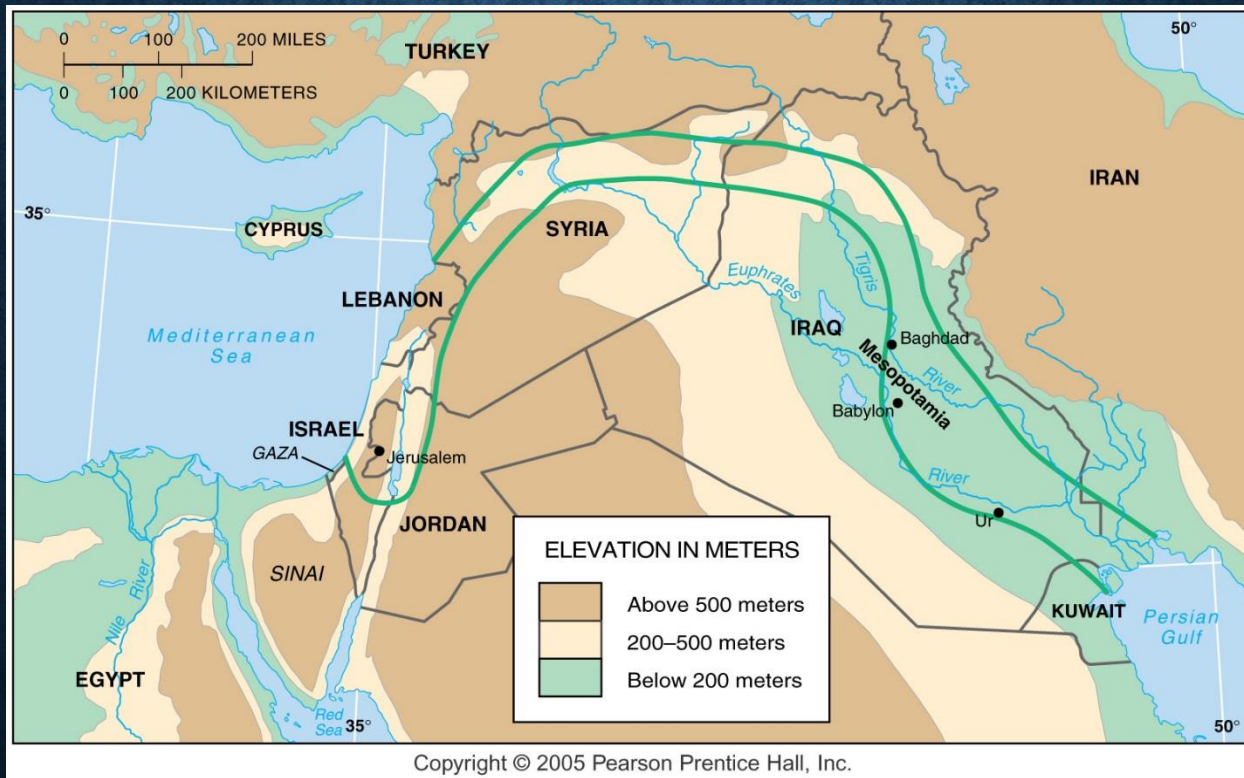 0 100 200 MILES
0 100 200 KILOMETERS
TURKEY
50°
IRAN
35°
CYPRUS
SYRIA
LEBANON
Euphrates
Tigris
Mediterranean
Sea
IRAQ
Baghdad
Mesopotamia
River
Babylon
ISRAEL
GAZA
Jerusalem
River
Ur
JORDAN
SINAI
Nile River
EGYPT
Red
Sea
35°
ELEVATION IN METERS
Above 500 meters
200–500 meters
Below 200 meters
KUWAIT
Persian
Gulf
50°
Copyright © 2005 Pearson Prentice Hall, Inc.